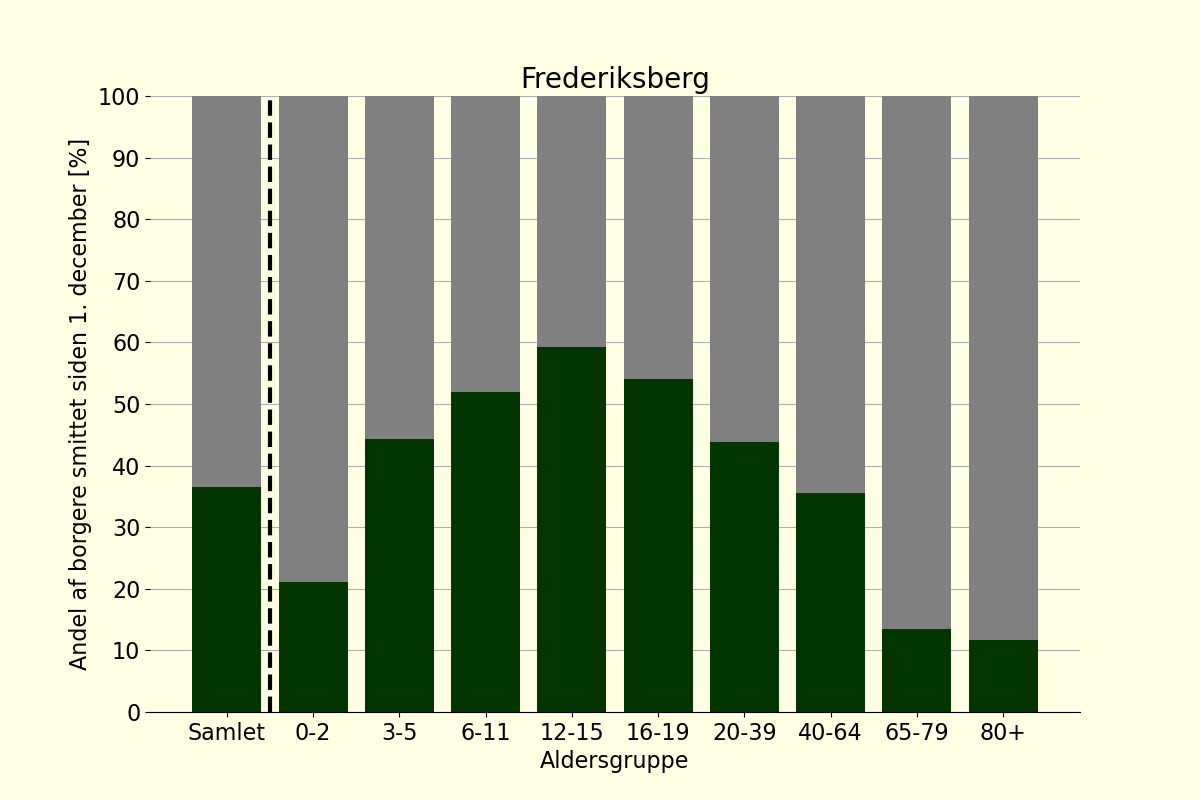 Frederiksberg
Andel af borgere smittet siden 1. december [%]
100
90
80
70
60
50
40
30
20
10
0
Samlet 0-2 3-5 6-11 12-15 16-19 20-39 40-64 65-79 80+
Aldersgruppe